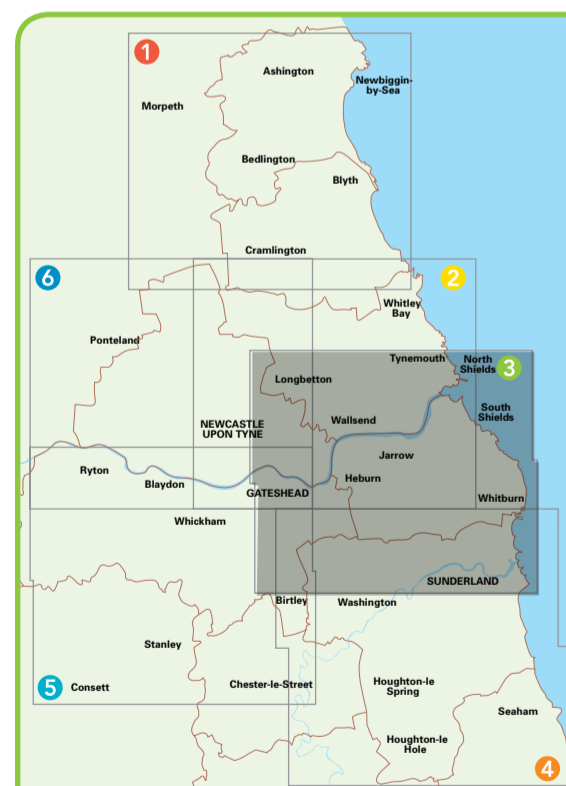 1
Ashington
Newbiggin-
by-Sea
Morpeth
Bedlington
Blyth
Cramlington
6
2
Whitley
Bay
Ponteland
Tynemouth
North
Shields
3
Longbetton
South
Shields
Wallsend
NEWCASTLE
UPON TYNE
Jarrow
Ryton
Heburn
Blaydon
GATESHEAD
Whitburn
Whickham
SUNDERLAND
Birtley
Washington
Stanley
5
Consett
Chester-le-Street
Houghton-le
Spring
Seaham
Houghton-le
Hole
4